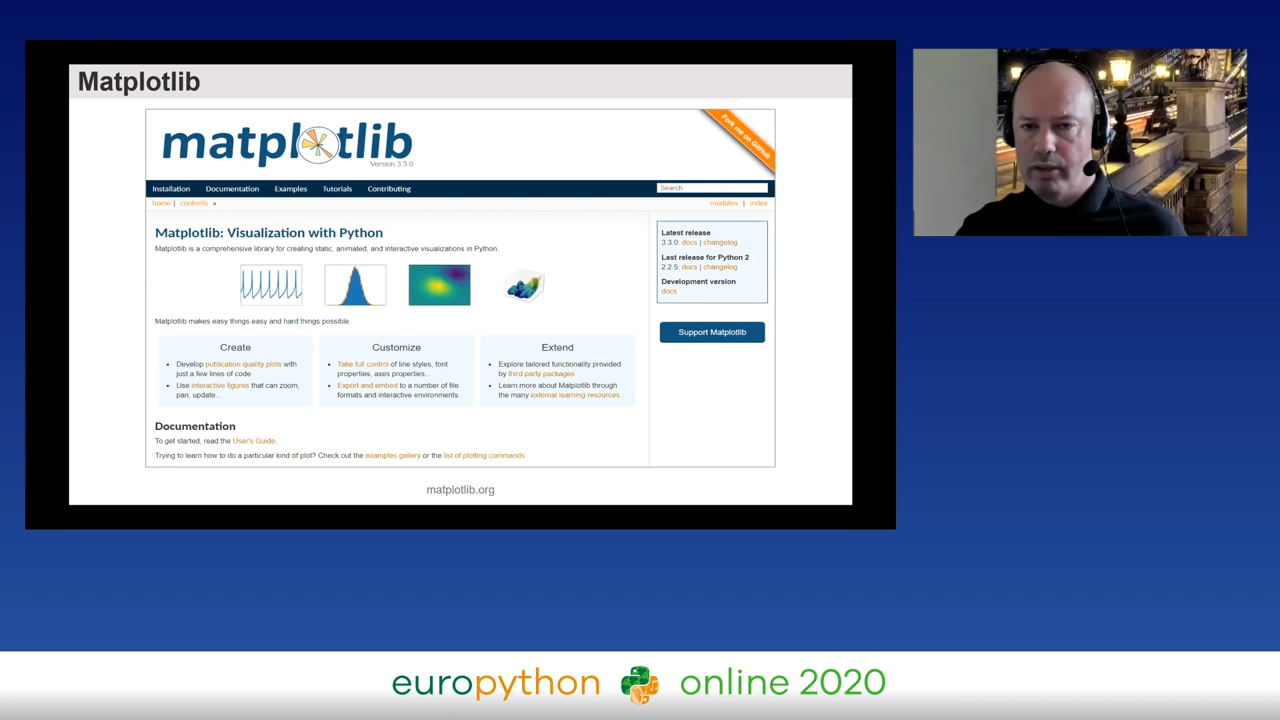 Matplotlib
matplotlib
Version 3.3.0
Fork me on GitHub
Installation Documentation Examples Tutorials Contributing Search
home | contents » modules | index
Matplotlib: Visualization with Python
Matplotlib is a comprehensive library for creating static, animated, and interactive visualizations in Python.
Matplotlib makes easy things easy and hard things possible.
Create
• Develop publication quality plots with
just a few lines of code
• Use interactive figures that can zoom,
pan, update...
Customize
• Take full control of line styles, font
properties, axes properties...
• Export and embed to a number of file
formats and interactive environments
Extend
• Explore tailored functionality provided
by third party packages
• Learn more about Matplotlib through
the many external learning resources
Documentation
To get started, read the User's Guide.
Trying to learn how to do a particular kind of plot? Check out the examples gallery or the list of plotting commands.
Latest release
3.3.0: docs | changelog
Last release for Python 2
2.2.5: docs | changelog
Development version
docs
Support Matplotlib
matplotlib.org
europython online 2020